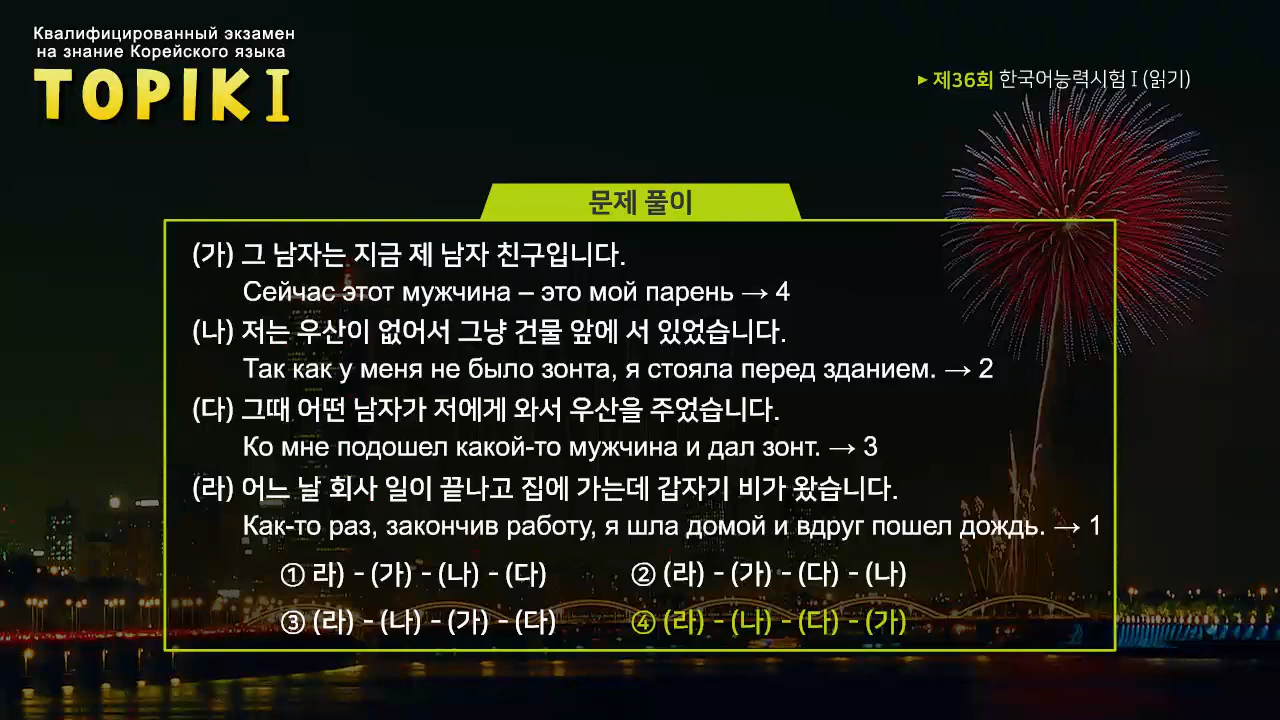 Квалифицированный экзамен
на знание Корейского языка
TOPIK I
▸ 제36회 한국어능력시험 I (읽기)
문제 풀이
(가) 그 남자는 지금 제 남자 친구입니다.
Сейчас этот мужчина – это мой парень → 4
(나) 저는 우산이 없어서 그냥 건물 앞에 서 있었습니다.
Так как у меня не было зонта, я стояла перед зданием. → 2
(다) 그때 어떤 남자가 저에게 와서 우산을 주었습니다.
Ко мне подошел какой-то мужчина и дал зонт. → 3
(라) 어느 날 회사 일이 끝나고 집에 가는데 갑자기 비가 왔습니다.
Как-то раз, закончив работу, я шла домой и вдруг пошел дождь. → 1
① 라) - (가) - (나) - (다) ② (라) - (가) - (다) - (나)
③ (라) - (나) - (가) - (다) ④ (라) - (나) - (다) - (가)